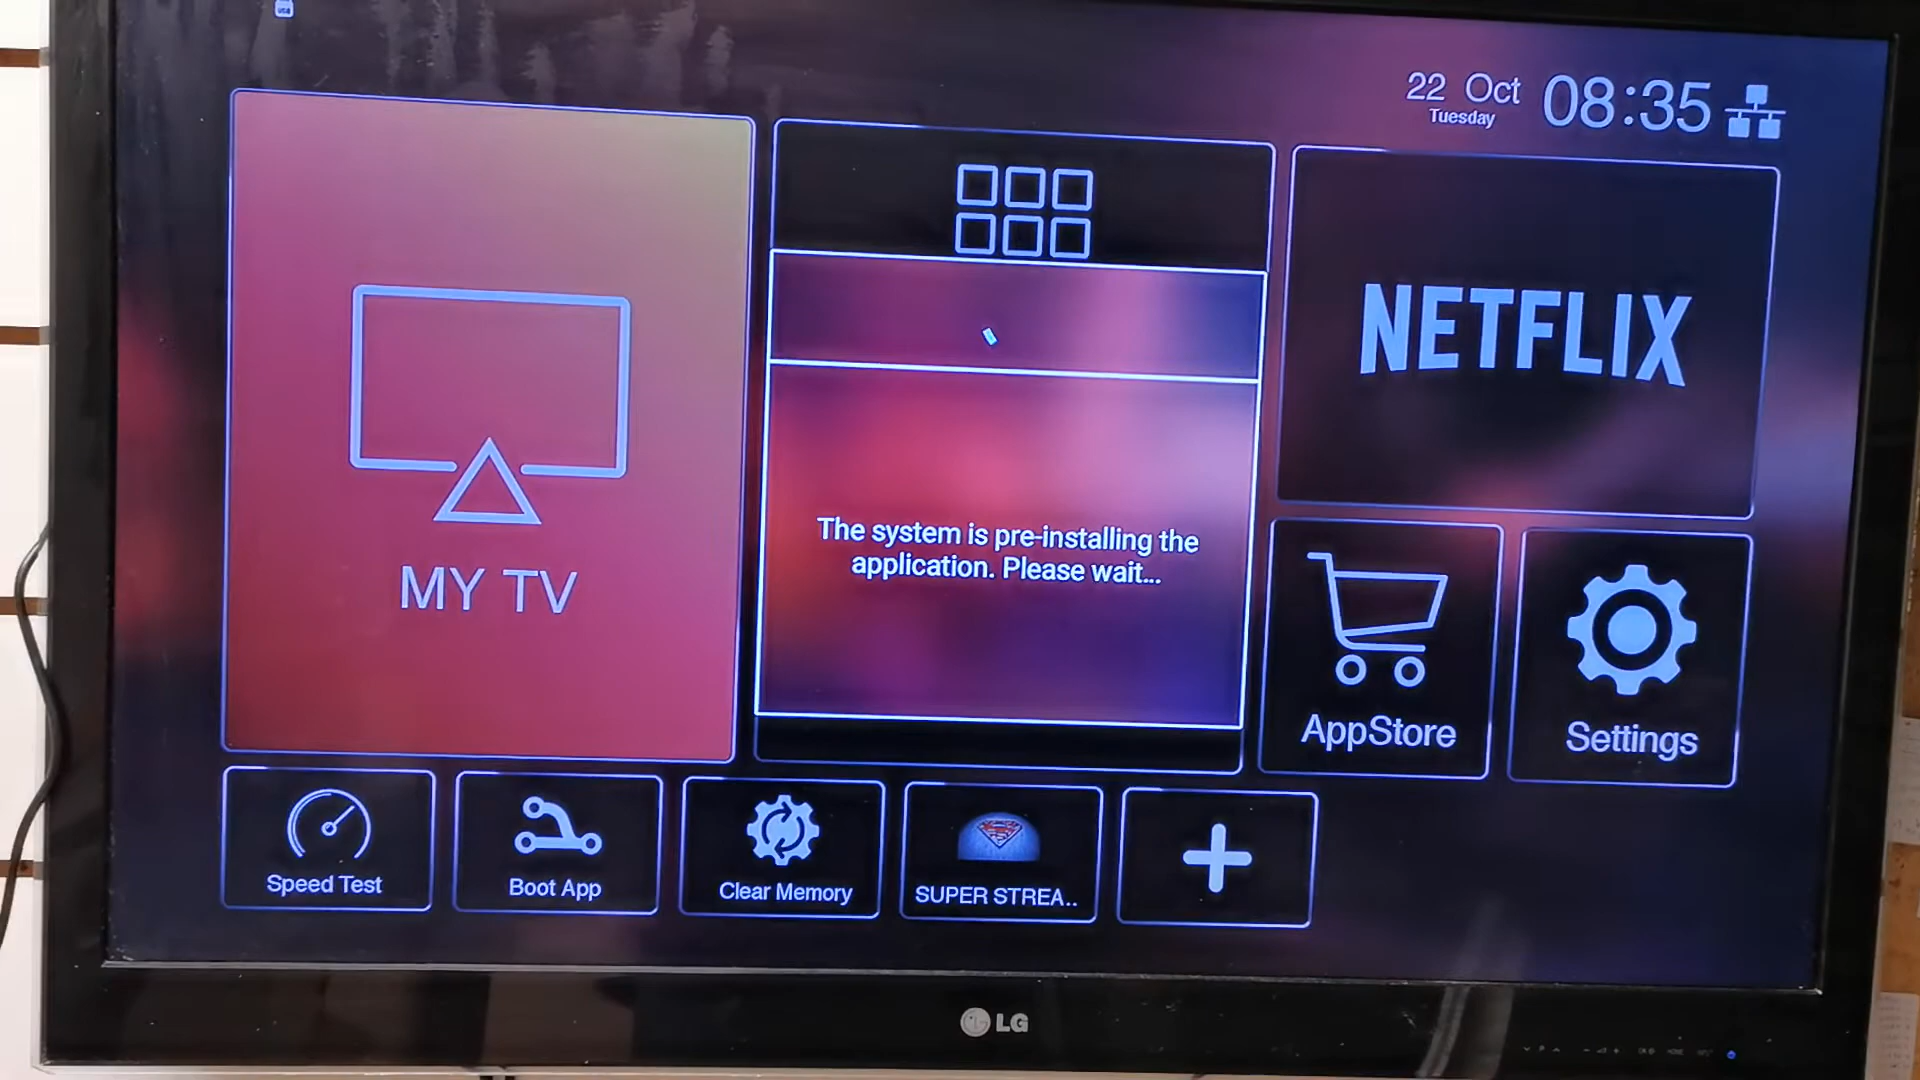 22 Oct
Tuesday
08:35
NETFLIX
MY TV
The system is pre-installing the
application. Please wait...
AppStore
Settings
Speed Test
Boot App
Clear Memory
SUPER STREA..
LG